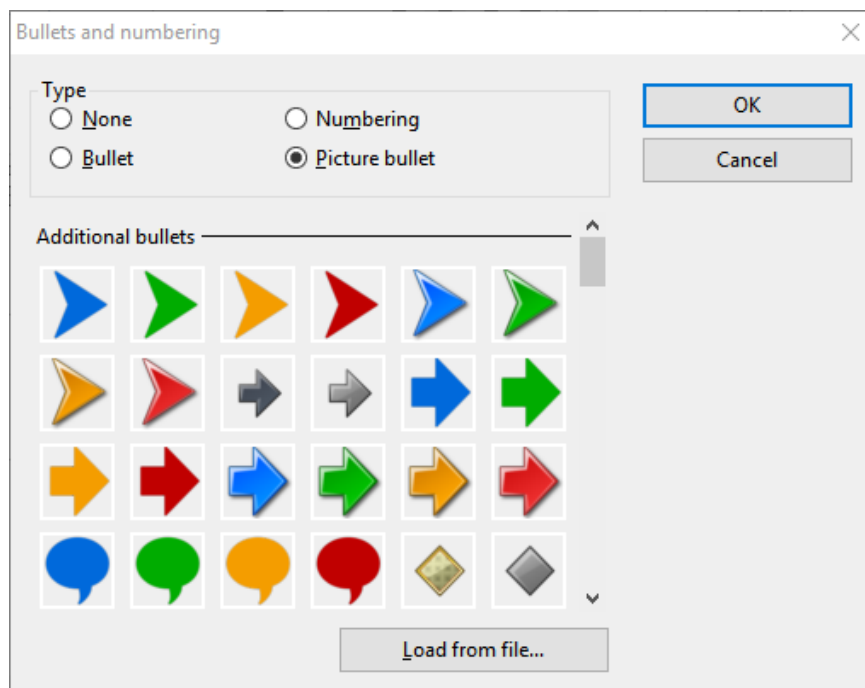 Bullets and numbering
Type
None
Numbering
OK
Bullet
Picture bullet
Cancel
Additional bullets
Load from file...